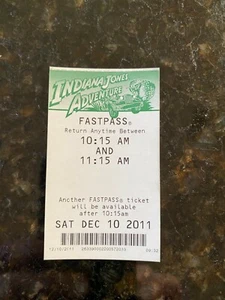 INDIANA JONES
ADVENTURE
FASTPASS®
Return Anytime Between
10:15 AM
AND
11:15 AM
Another FASTPASS® ticket
will be available
after 10:15am
SAT DEC 10 2011